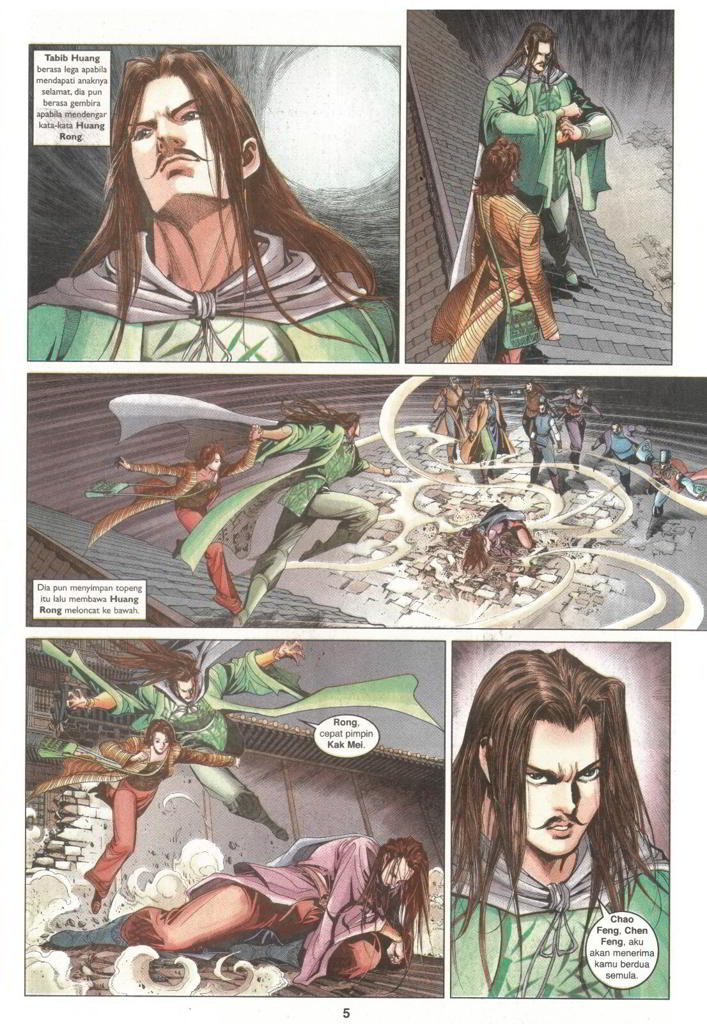 Tabib Huang
berasa lega apabila
mendapati anaknya
selamat, dia pun
berasa gembira
apabila mendengar
kata-kata Huang
Rong.
Dia pun menyimpan topeng
itu lalu membawa Huang
Rong meloncat ke bawah.
Rong,
cepat pimpin
Kak Mei.
Chao
Feng, Chen
Feng, aku
akan menerima
kamu berdua
semula.
5